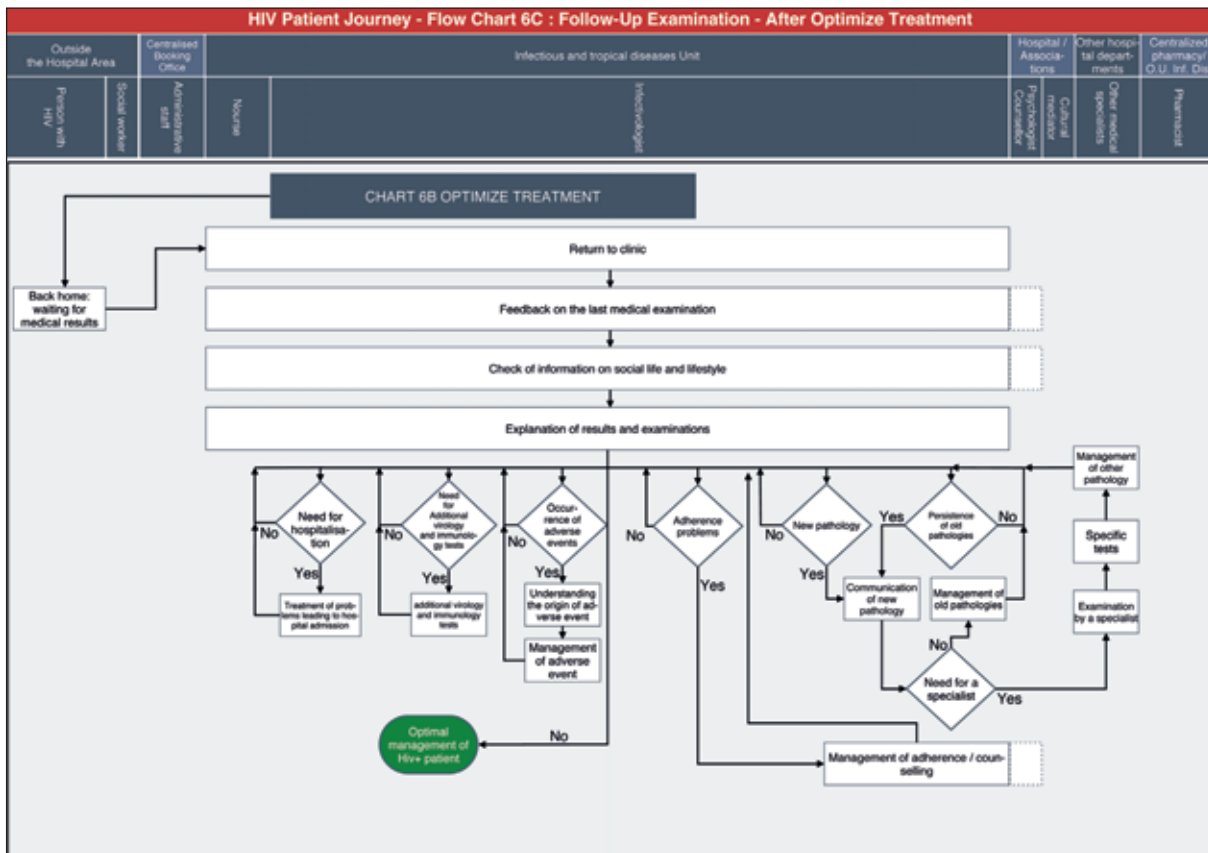 HIV Patient Journey - Flow Chart 6C : Follow-Up Examination - After Optimize Treatment
Outside
the Hospital Area
Centralised
Booking
Office
Infectious and tropical diseases Unit
Hospital /
Associa-
tions
Other hospi-
tal depart-
ments
Centralized
pharmacy/
O.U. Inf. Dis
Person with
HIV
Social worker
Administrative
staff
Nourse
Infectivologist
Psychologist
Counsellor
Cultural
mediator
Other medical
specialists
Pharmacist
CHART 6B OPTIMIZE TREATMENT
Return to clinic
Back home:
waiting for
medical results
Feedback on the last medical examination
Check of information on social life and lifestyle
Explanation of results and examinations
Need for
hospitalisa-
tion
No
Yes
Treatment of prob-
lems leading to hos-
pital admission
Need
for
Additional
virology
and immunolo-
gy tests
No
Yes
additional virology
and immunology
tests
Occur-
rence of
adverse
events
No
Yes
Understanding
the origin of ad-
verse event
Management
of adverse
event
Adherence
problems
No
Yes
New pathology
No
Yes
Communication
of new
pathology
Persistence
of old
pathologies
Yes
No
Management of
old pathologies
No
Need for a
specialist
Yes
Management
of other
pathology
Specific
tests
Examination
by a specialist
Optimal
management of
Hiv+ patient
No
Management of adherence / coun-
selling